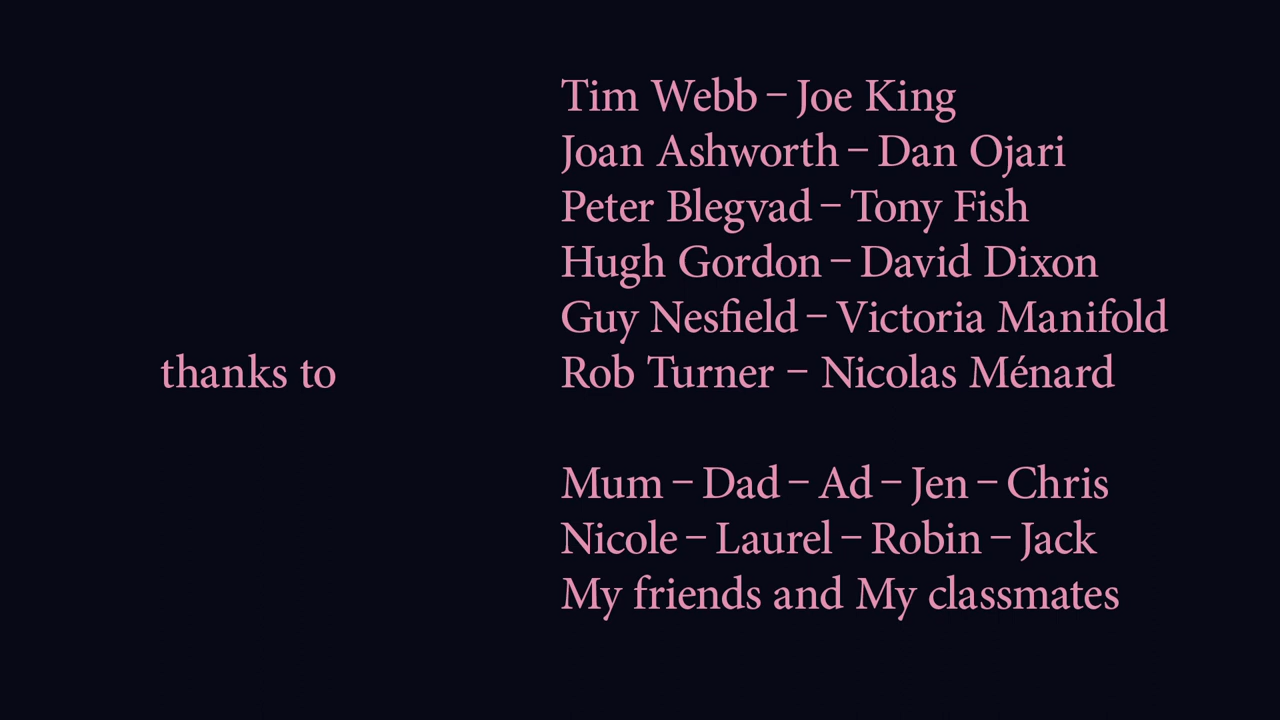 Tim Webb – Joe King
Joan Ashworth – Dan Ojari
Peter Blegvad – Tony Fish
Hugh Gordon – David Dixon
Guy Nesfield – Victoria Manifold
thanks to Rob Turner – Nicolas Ménard
Mum – Dad – Ad – Jen – Chris
Nicole – Laurel – Robin – Jack
My friends and My classmates